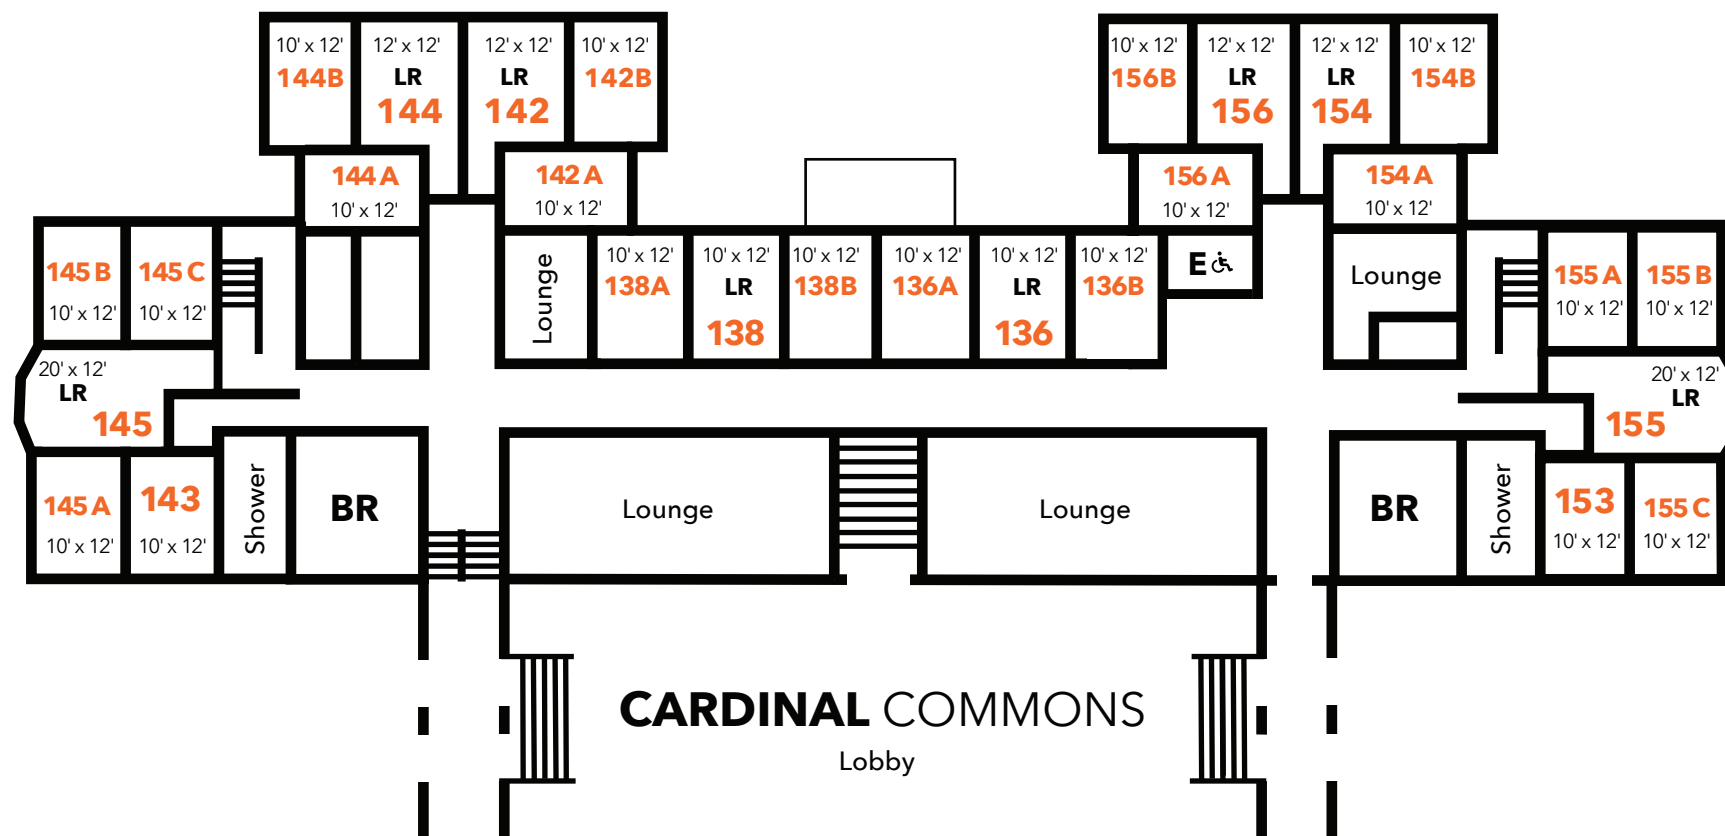 10' x 12'
144B
12' x 12'
LR
144
12' x 12'
LR
142
10' x 12'
142B
10' x 12'
156B
12' x 12'
LR
156
12' x 12'
LR
154
10' x 12'
154B
144 A
10' x 12'
142 A
10' x 12'
156 A
10' x 12'
154 A
10' x 12'
145 B
10' x 12'
145 C
10' x 12'
Lounge
10' x 12'
138A
10' x 12'
LR
138
10' x 12'
138B
10' x 12'
136A
10' x 12'
LR
136
10' x 12'
136B
E
Lounge
155 A
10' x 12'
155 B
10' x 12'
20' x 12'
LR
145
20' x 12'
LR
155
145 A
10' x 12'
143
10' x 12'
Shower
BR
Lounge
Lounge
BR
Shower
153
10' x 12'
155 C
10' x 12'
CARDINAL COMMONS
Lobby